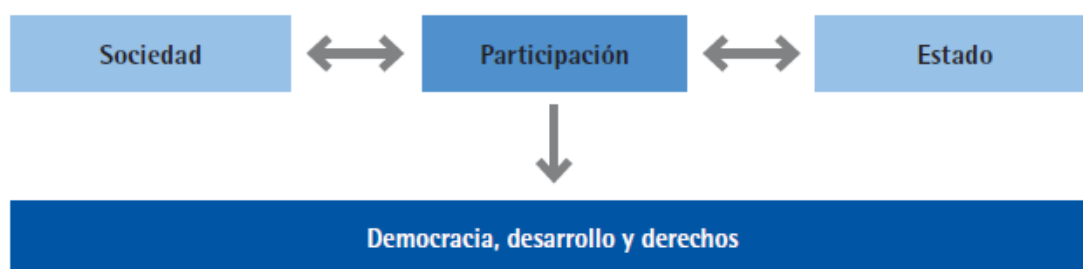 Sociedad
Participación
Estado
Democracia, desarrollo y derechos